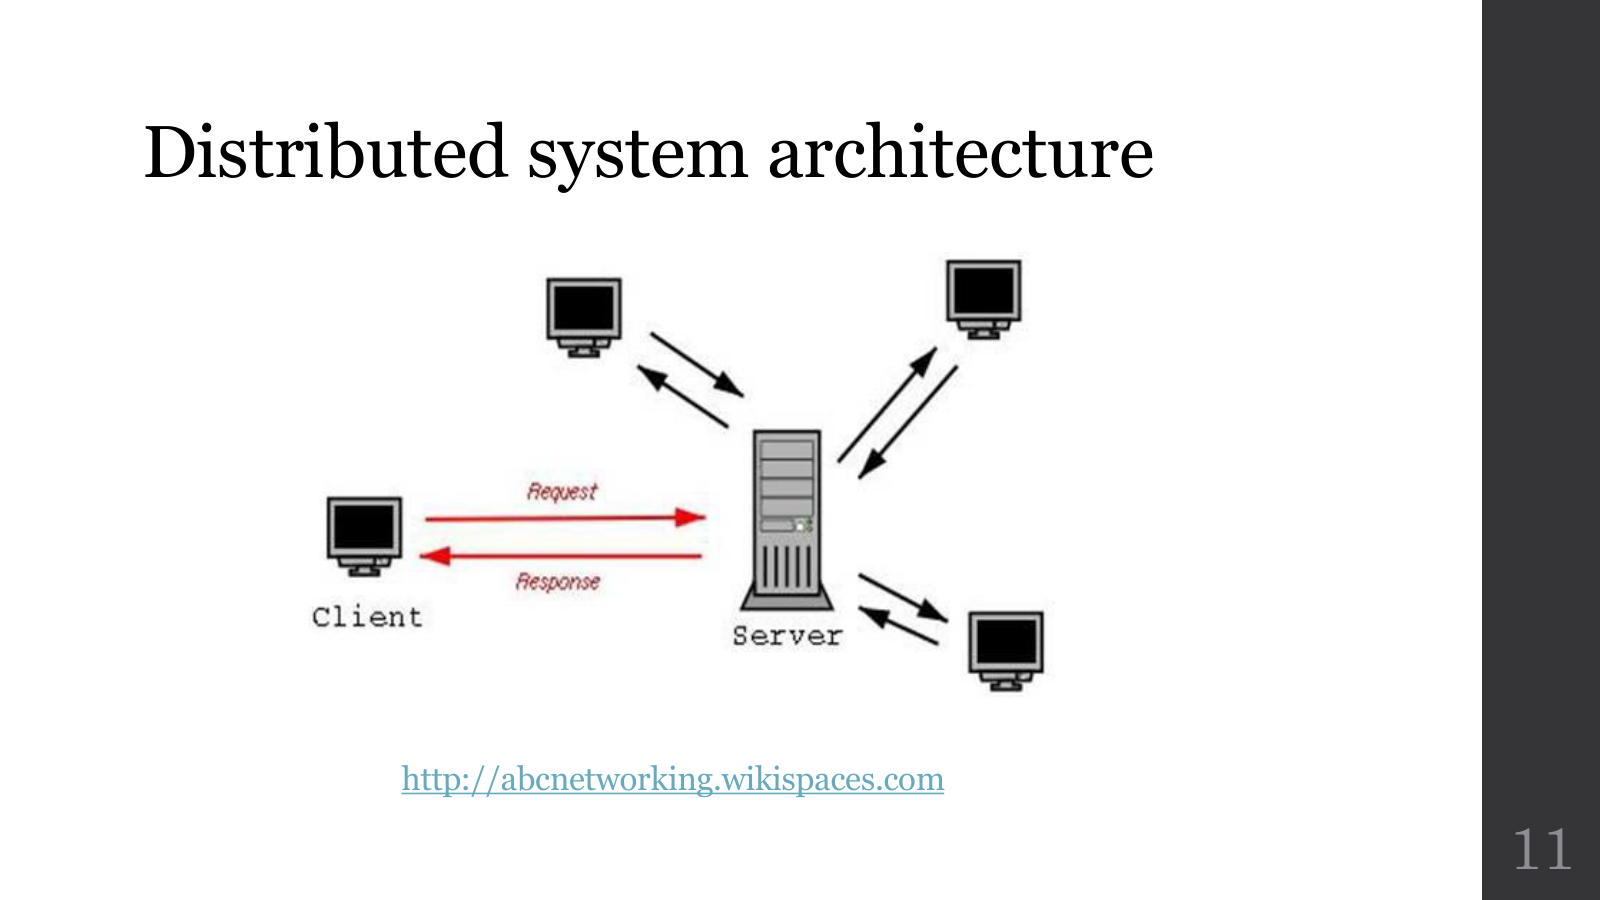 Distributed system architecture
Request
Response
Client
Server
http://abcnetworking.wikispaces.com
11